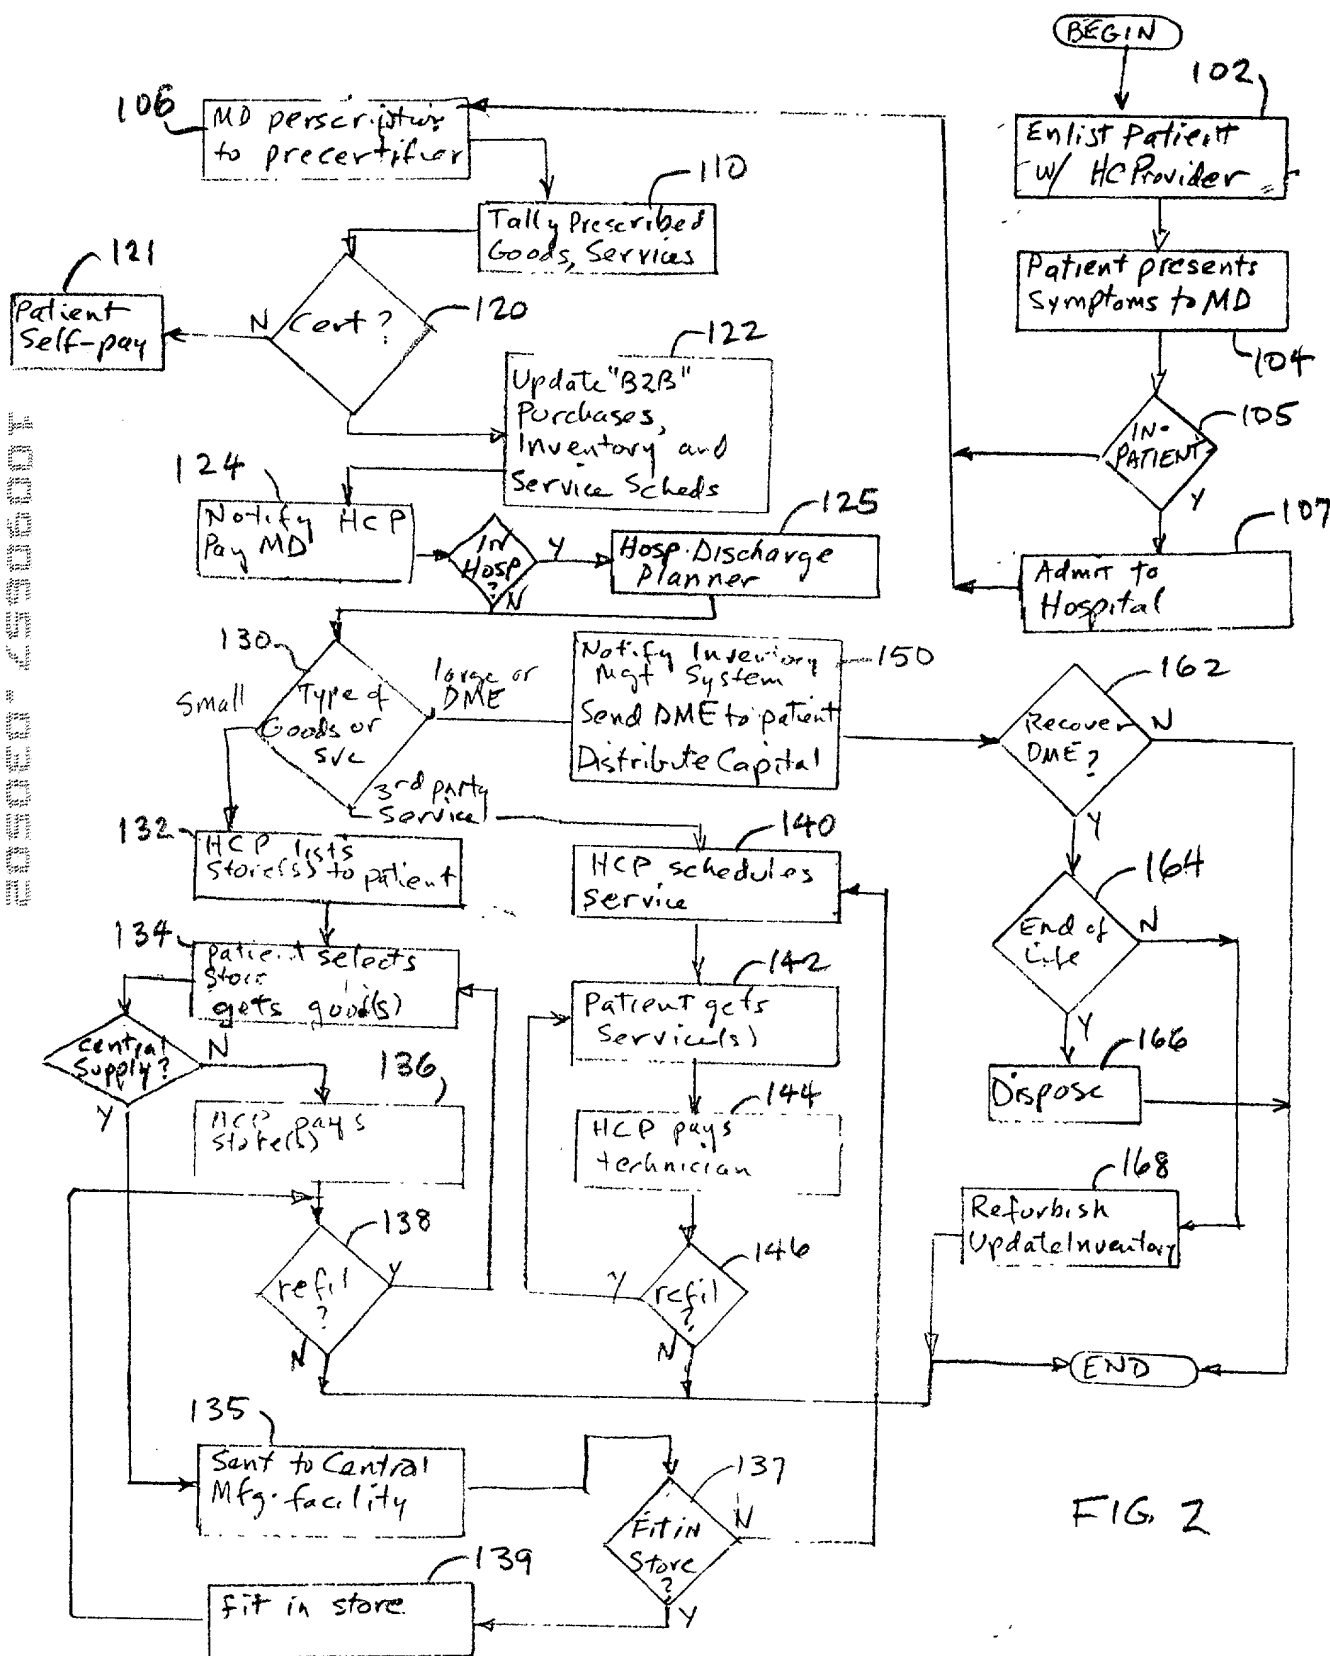 BEGIN
102
Enlist Patient
w/ HC Provider
Patient presents
Symptoms to MD
104
105
IN-
PATIENT
Y
107
Admit to
Hospital
106
MD perscription
to precertifier
110
Tally Prescribed
Goods, Services
121
Patient
Self-pay
N
Cert?
120
122
Update "B2B"
Purchases,
Inventory and
Service Scheds
124
Notify HCP
Pay MD
IN
HOSP
?
Y
N
125
Hosp. Discharge
Planner
130
Type of
Goods or
svc
Small
large or
DME
3rd party
Service
150
Notify Inventory
Mgt System
Send DME to patient
Distribute Capital
162
Recover
DME?
N
Y
164
End of
Life
N
Y
166
Dispose
168
Refurbish
Update Inventory
END
132
HCP lists
Store(s) to patient
134
patient selects
store
gets good(s)
Central
Supply?
N
Y
136
HCP pays
store(s)
138
refil
?
Y
N
140
HCP schedules
Service
142
Patient gets
Service(s)
144
HCP pays
technician
146
refil
?
Y
N
135
Sent to Central
Mfg. facility
137
Fit in
Store
?
N
Y
139
fit in store
FIG. 2
10090657 . 030502